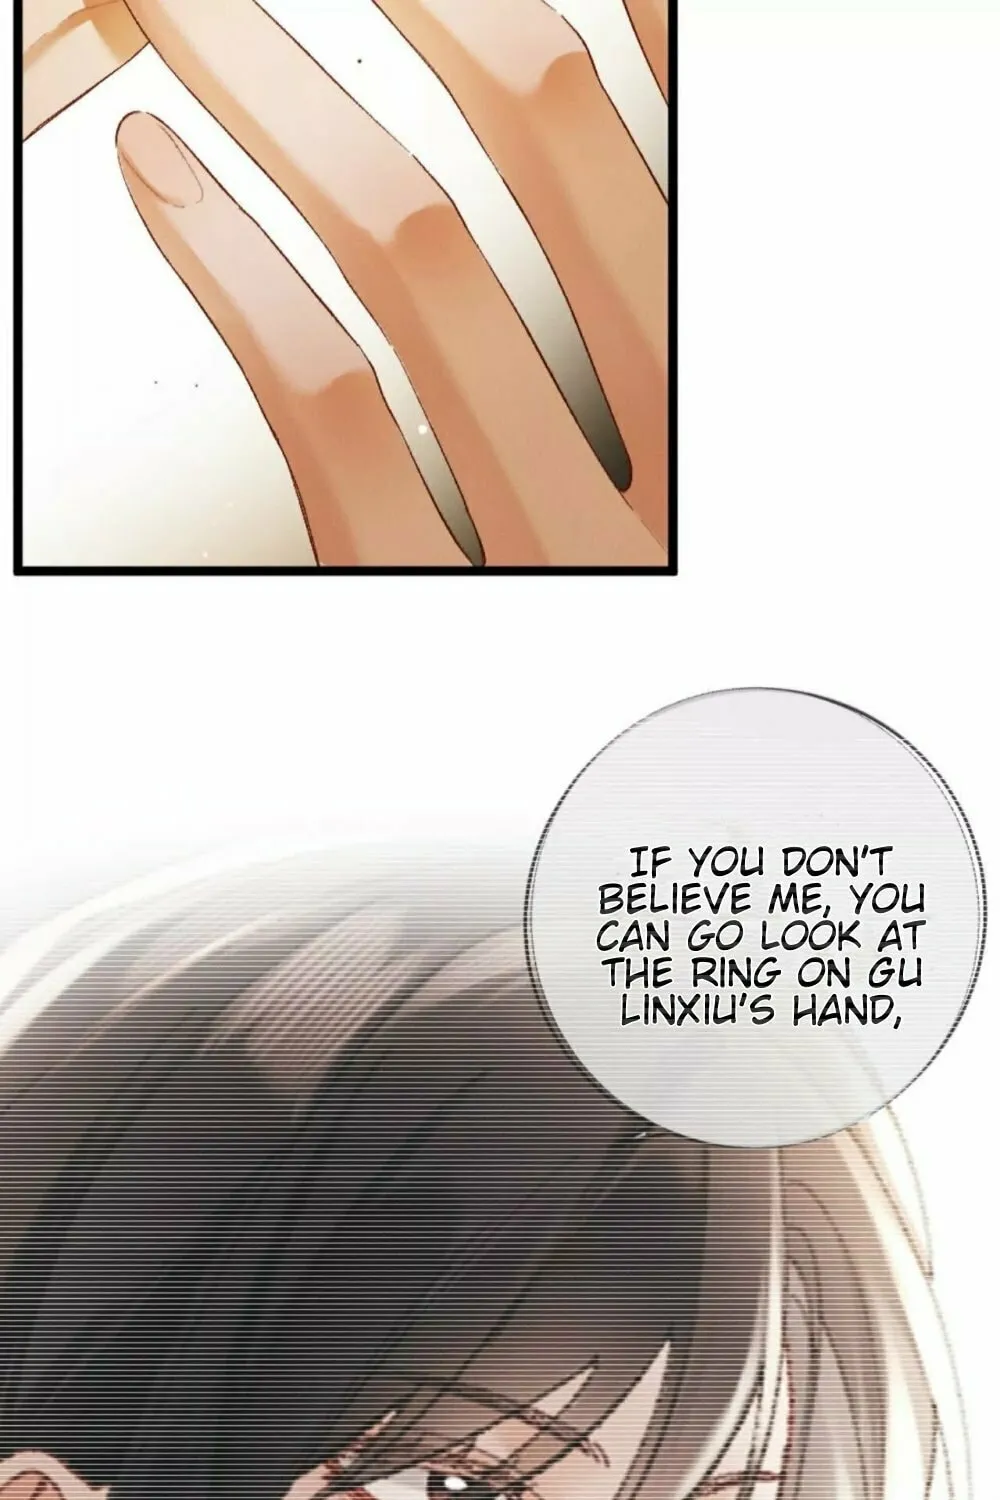 IF YOU DON'T
BELIEVE ME, YOU
CAN GO LOOK AT
THE RING ON GU
LINXIU'S HAND,